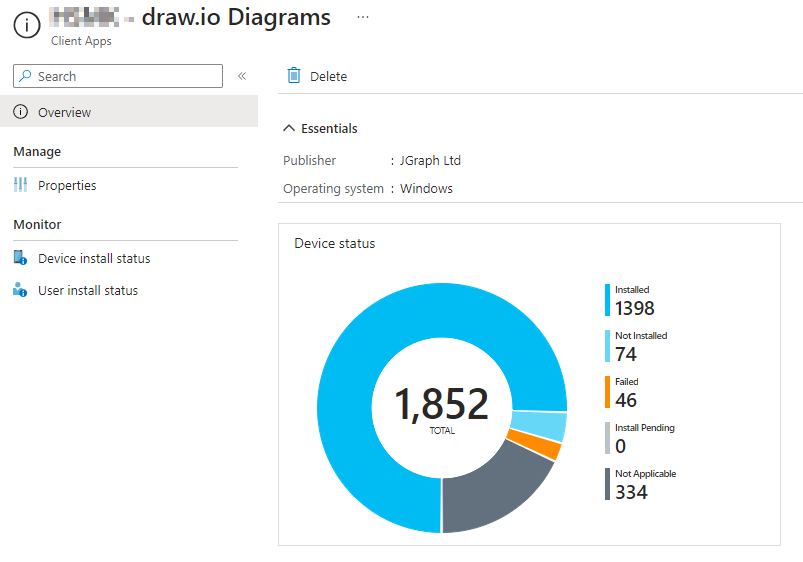 - draw.io Diagrams ...
Client Apps
Search «
Overview
Manage
Properties
Monitor
Device install status
User install status
Delete
Essentials
Publisher : JGraph Ltd
Operating system : Windows
Device status
1,852
TOTAL
Installed
1398
Not Installed
74
Failed
46
Install Pending
0
Not Applicable
334